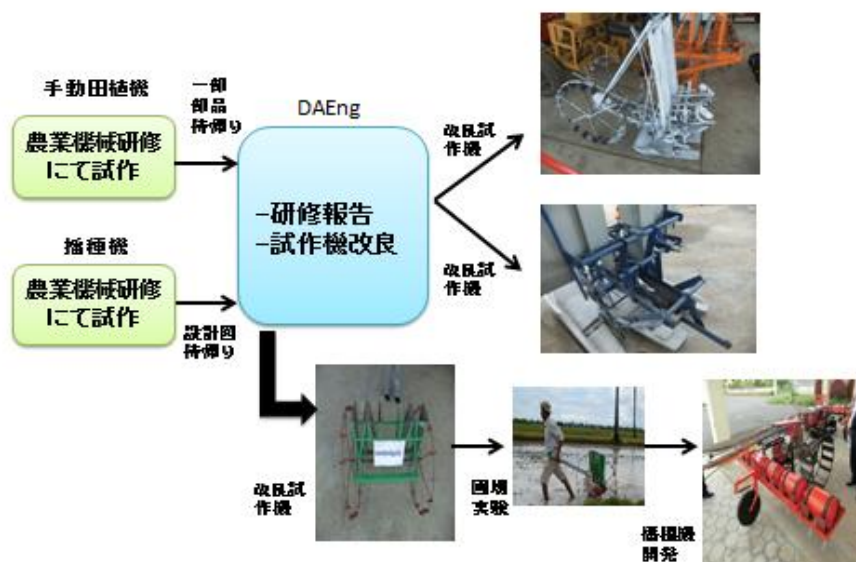 手動田植機
一部
部品
持帰り
農業機械研修
にて試作
DAEng
-研修報告
-試作機改良
改良試
作機
改良試
作機
播種機
農業機械研修
にて試作
設計図
持帰り
改良試
作機
圃場
実験
播種機
開発